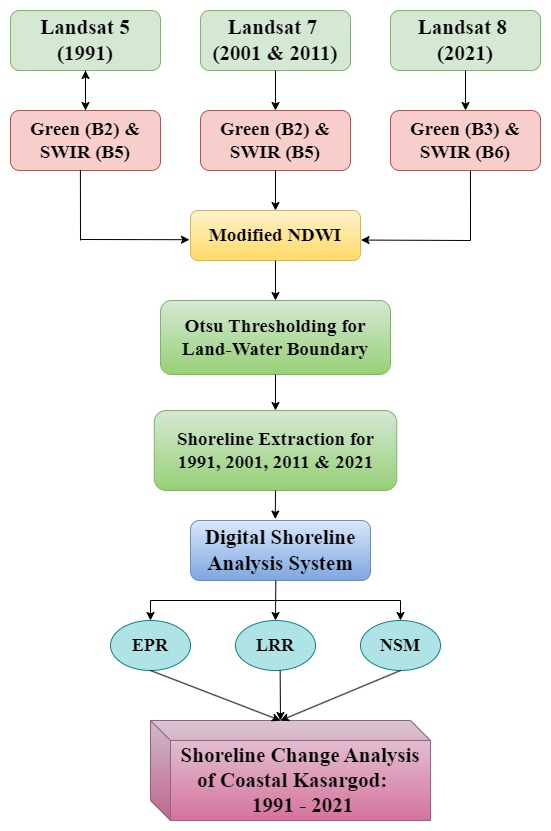 Landsat 5
(1991)
Landsat 7
(2001 & 2011)
Landsat 8
(2021)
Green (B2) &
SWIR (B5)
Green (B2) &
SWIR (B5)
Green (B3) &
SWIR (B6)
Modified NDWI
Otsu Thresholding for
Land-Water Boundary
Shoreline Extraction for
1991, 2001, 2011 & 2021
Digital Shoreline
Analysis System
EPR
LRR
NSM
Shoreline Change Analysis
of Coastal Kasargod:
1991 - 2021